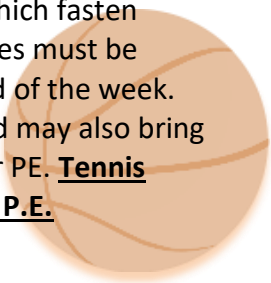 hich fasten
es must be
d of the week.
d may also bring
r PE. Tennis
P.E.